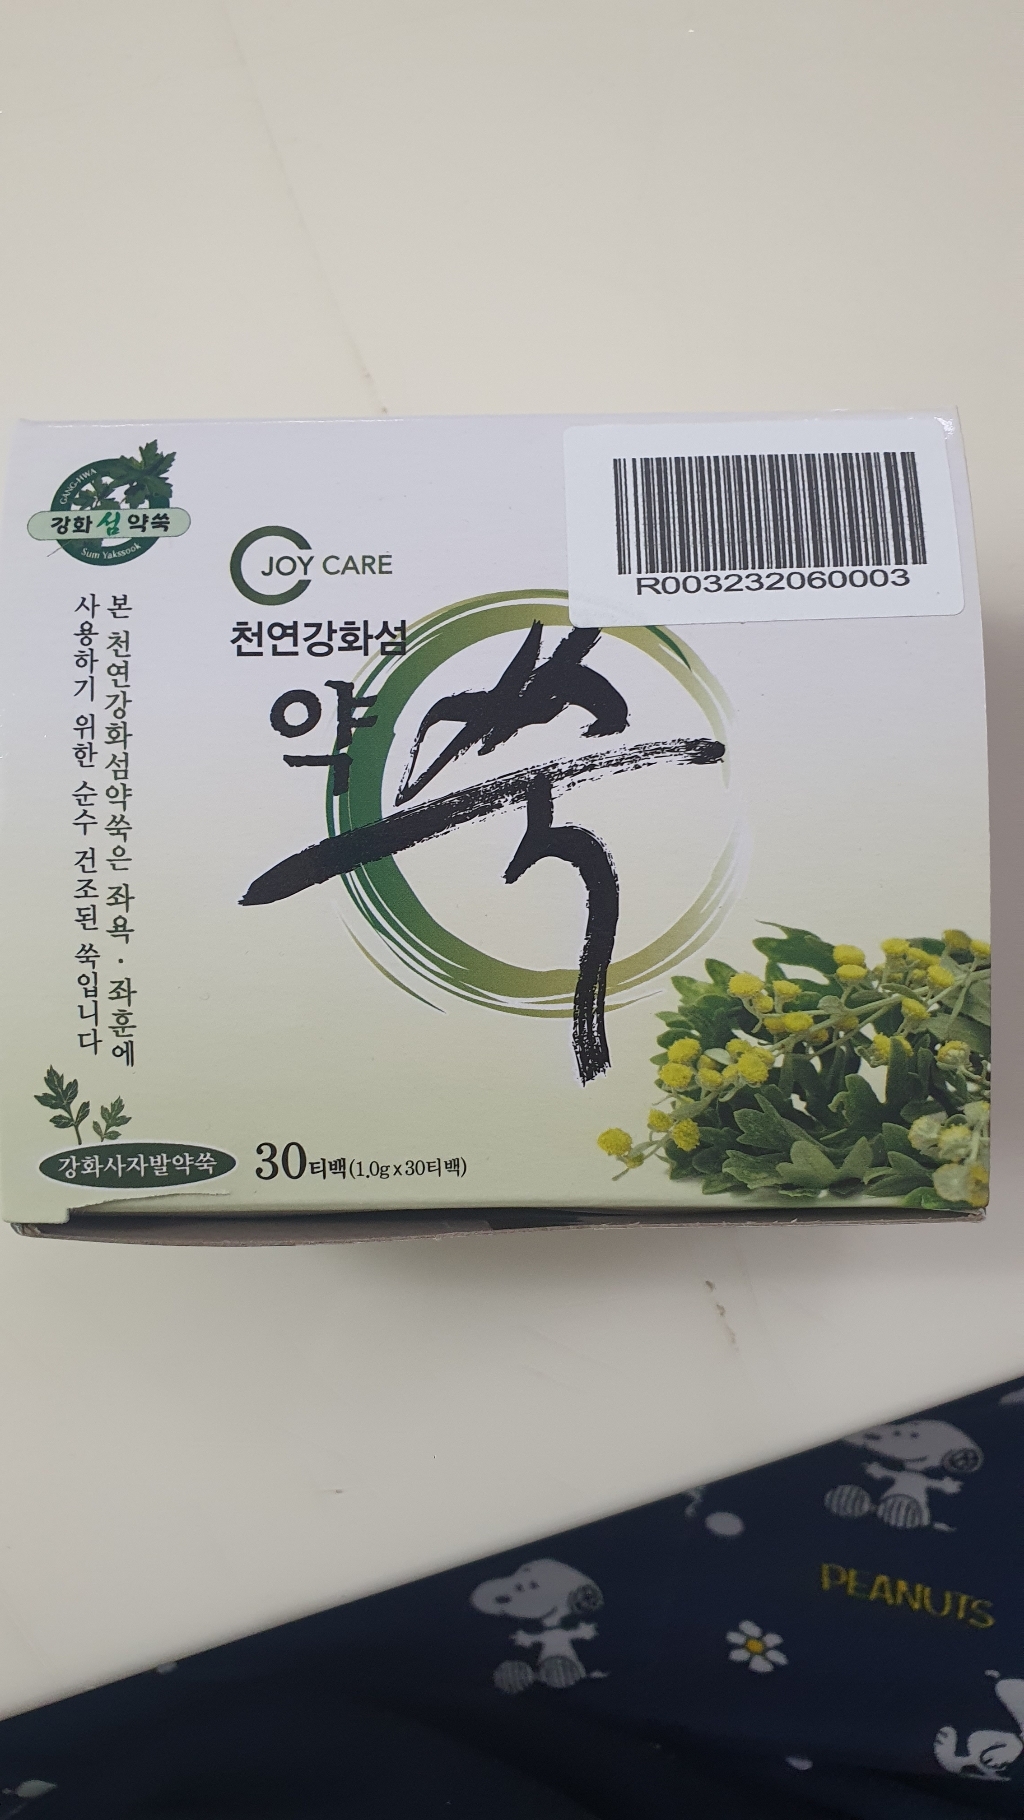 GANG-HWA
강화섬약쑥
Sum Yakssook
JOY CARE
R003232060003
천연강화섬
약쑥
본 천연강화섬약쑥은 좌욕 · 좌훈에
사용하기 위한 순수 건조된 쑥입니다
강화사자발약쑥
30티백(1.0g x 30티백)
PEANUTS